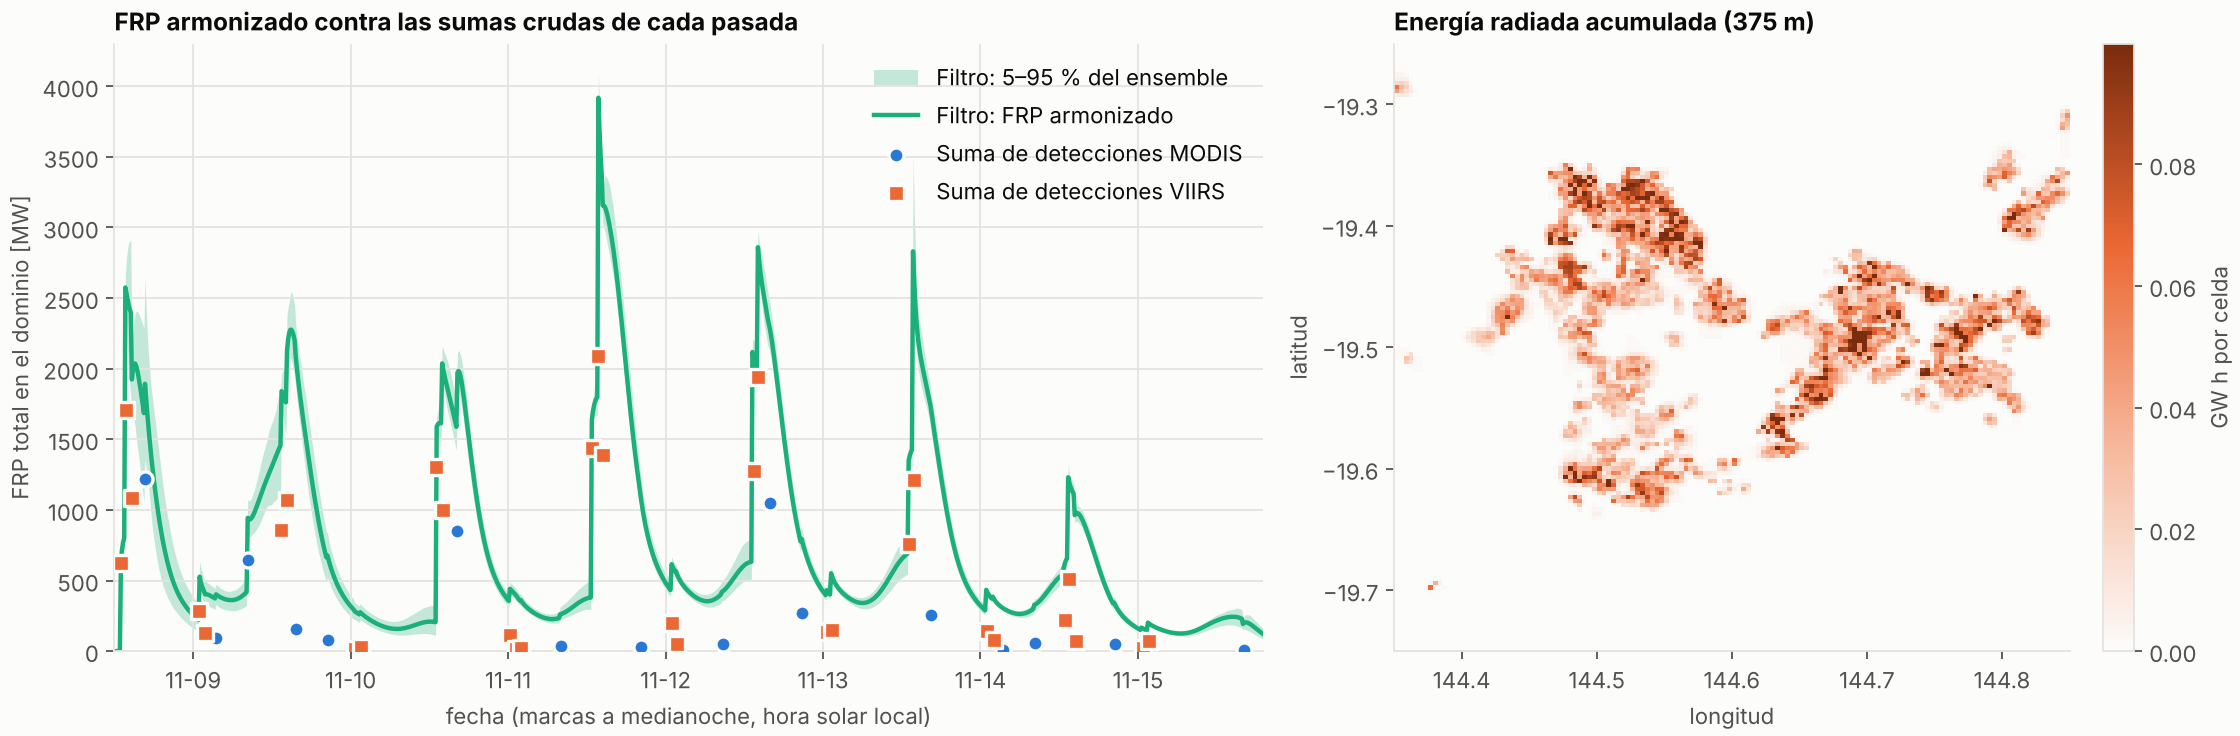 FRP armonizado contra las sumas crudas de cada pasada
FRP total en el dominio [MW]
4000
3500
3000
2500
2000
1500
1000
500
0
Filtro: 5–95 % del ensemble
Filtro: FRP armonizado
Suma de detecciones MODIS
Suma de detecciones VIIRS
11-09
11-10
11-11
11-12
11-13
11-14
11-15
fecha (marcas a medianoche, hora solar local)
Energía radiada acumulada (375 m)
latitud
−19.3
−19.4
−19.5
−19.6
−19.7
144.4
144.5
144.6
144.7
144.8
longitud
0.08
0.06
0.04
0.02
0.00
GW h por celda